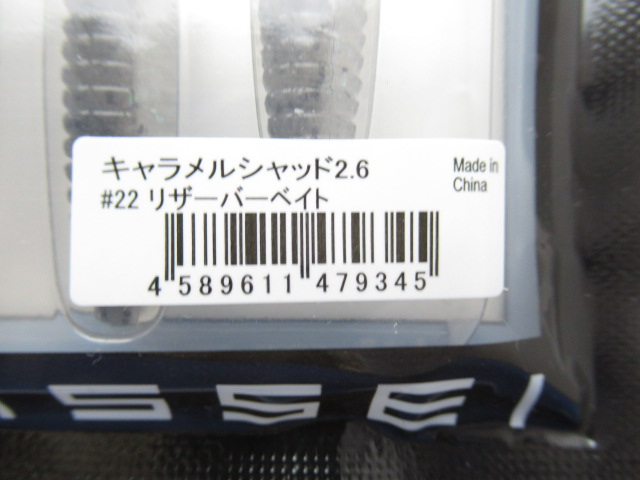 キャラメルシャッド2.6
Made in
China
#22 リザーバーベイト
4 589611 479345